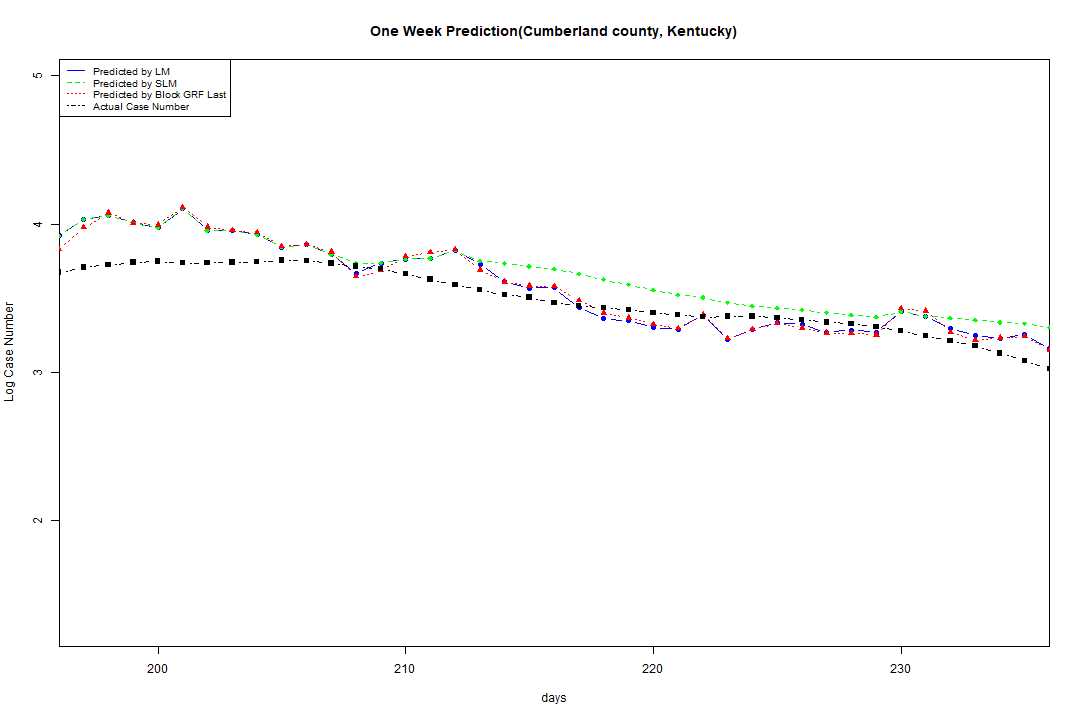 One Week Prediction(Cumberland county, Kentucky)
5
Predicted by LM
Predicted by SLM
Predicted by Block GRF Last
Actual Case Number
4
3
2
Log Case Number
200 210 220 230
days